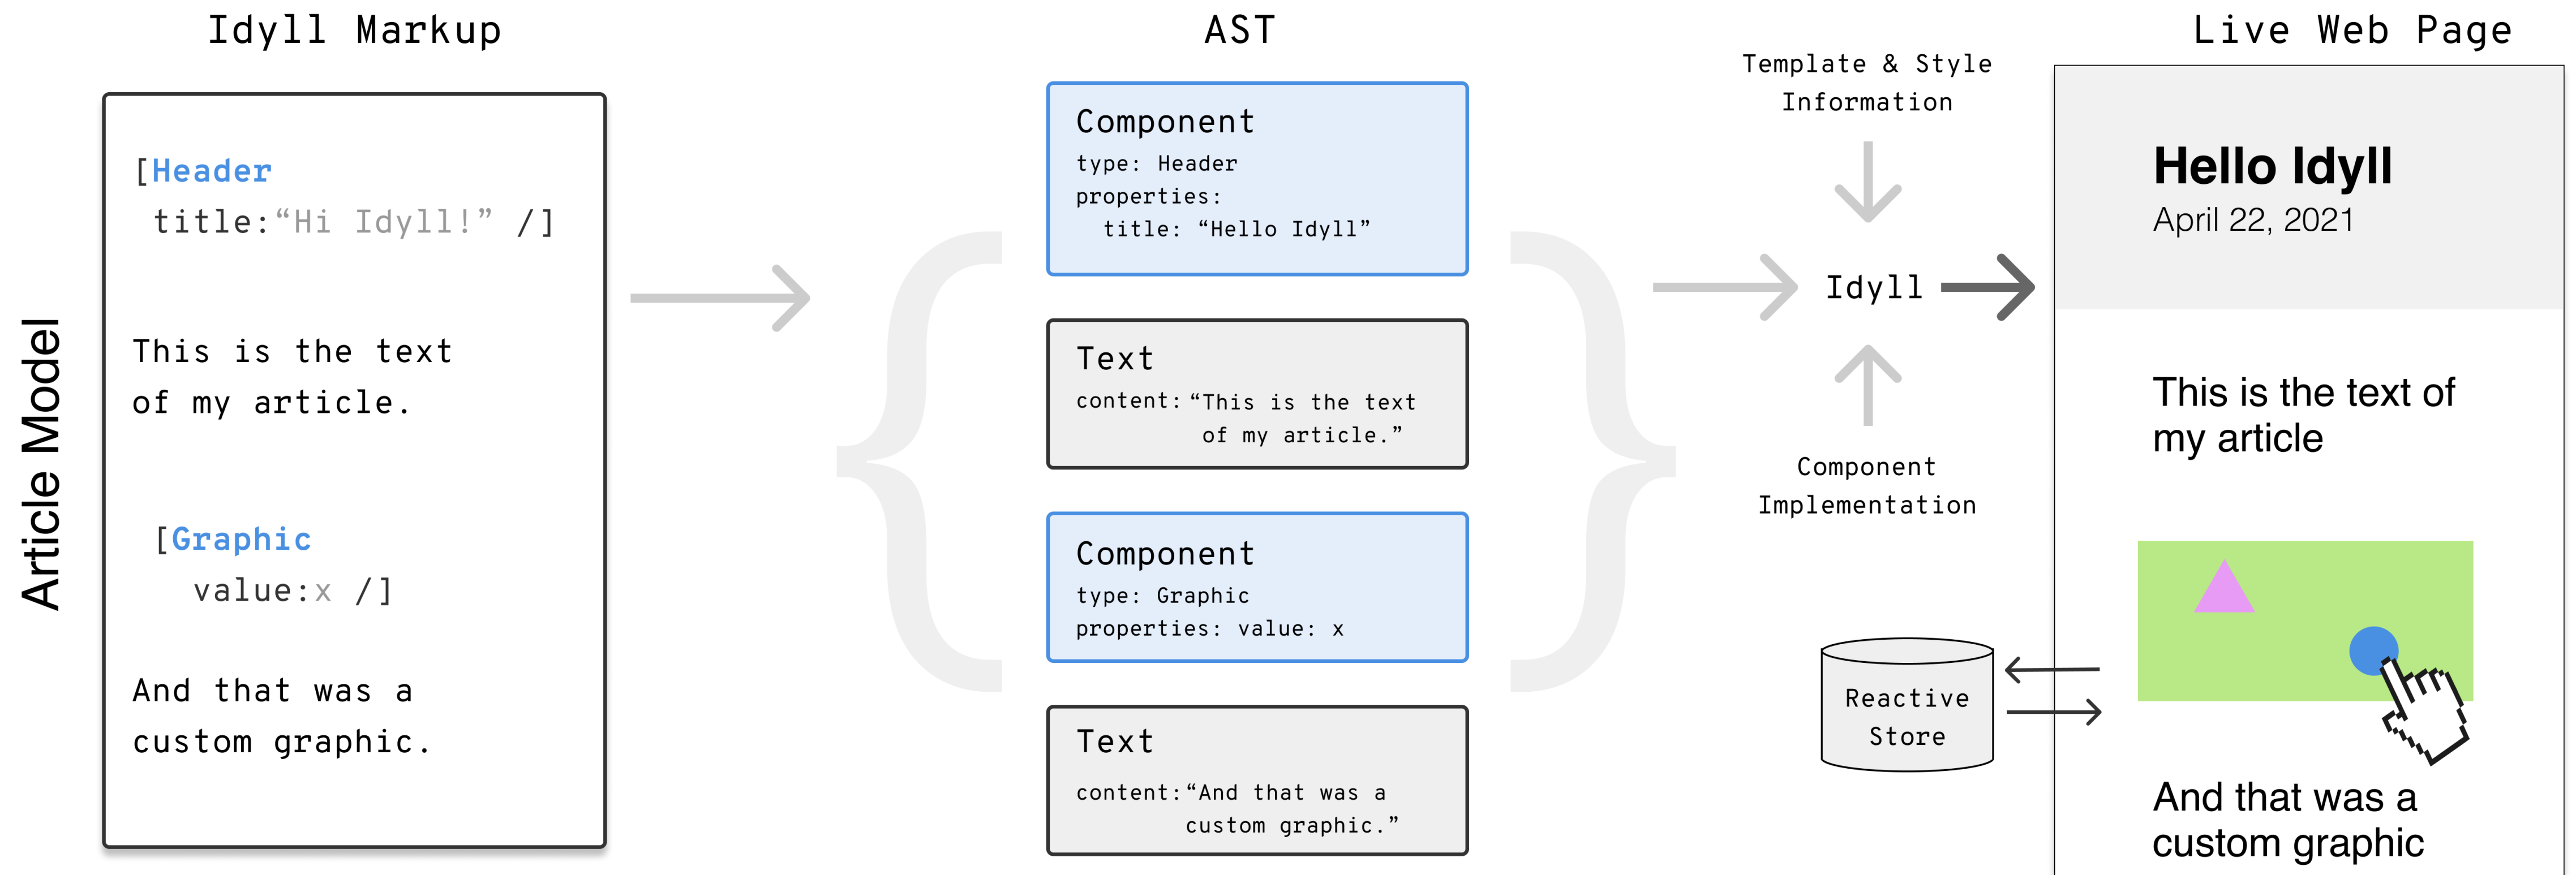 Article Model
Idyll Markup
[Header
title:“Hi Idyll!” /]
This is the text
of my article.
[Graphic
value:x /]
And that was a
custom graphic.
AST
Component
type: Header
properties:
title: “Hello Idyll”
Text
content: “This is the text
of my article.”
Component
type: Graphic
properties: value: x
Text
content: “And that was a
custom graphic.”
Template & Style
Information
Idyll
Component
Implementation
Reactive
Store
Live Web Page
Hello Idyll
April 22, 2021
This is the text of
my article
And that was a
custom graphic